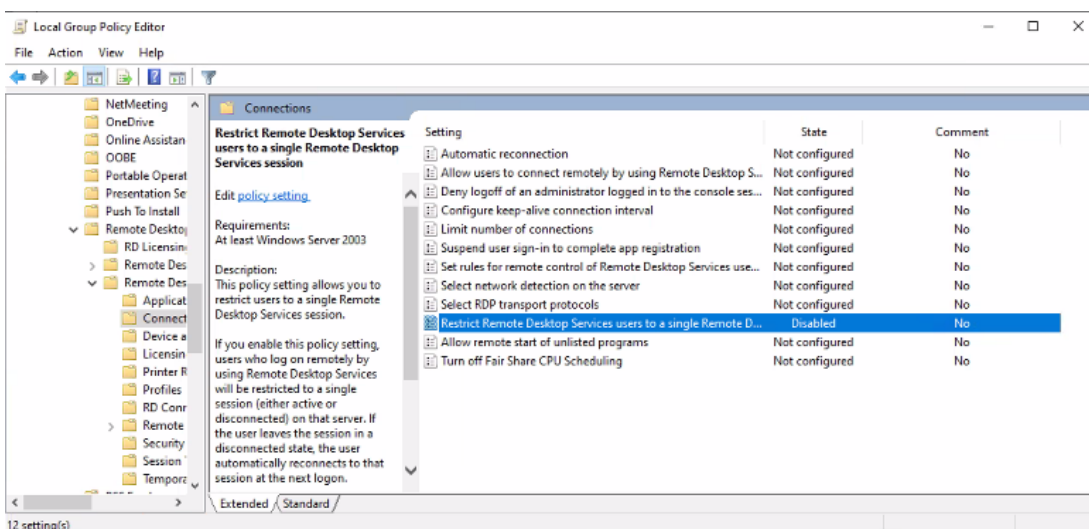 Local Group Policy Editor
File Action View Help
NetMeeting
OneDrive
Online Assistan
OOBE
Portable Operat
Presentation Se
Push To Install
Remote Deskto
RD Licensin
Remote Des
Remote Des
Applicat
Connect
Device a
Licensin
Printer R
Profiles
RD Conr
Remote
Security
Session
Tempora
Connections
Restrict Remote Desktop Services
users to a single Remote Desktop
Services session
Edit policy setting
Requirements:
At least Windows Server 2003
Description:
This policy setting allows you to
restrict users to a single Remote
Desktop Services session.
If you enable this policy setting,
users who log on remotely by
using Remote Desktop Services
will be restricted to a single
session (either active or
disconnected) on that server. If
the user leaves the session in a
disconnected state, the user
automatically reconnects to that
session at the next logon.
Setting State Comment
Automatic reconnection Not configured No
Allow users to connect remotely by using Remote Desktop S... Not configured No
Deny logoff of an administrator logged in to the console ses... Not configured No
Configure keep-alive connection interval Not configured No
Limit number of connections Not configured No
Suspend user sign-in to complete app registration Not configured No
Set rules for remote control of Remote Desktop Services use... Not configured No
Select network detection on the server Not configured No
Select RDP transport protocols Not configured No
Restrict Remote Desktop Services users to a single Remote D... Disabled No
Allow remote start of unlisted programs Not configured No
Turn off Fair Share CPU Scheduling Not configured No
Extended Standard
12 setting(s)